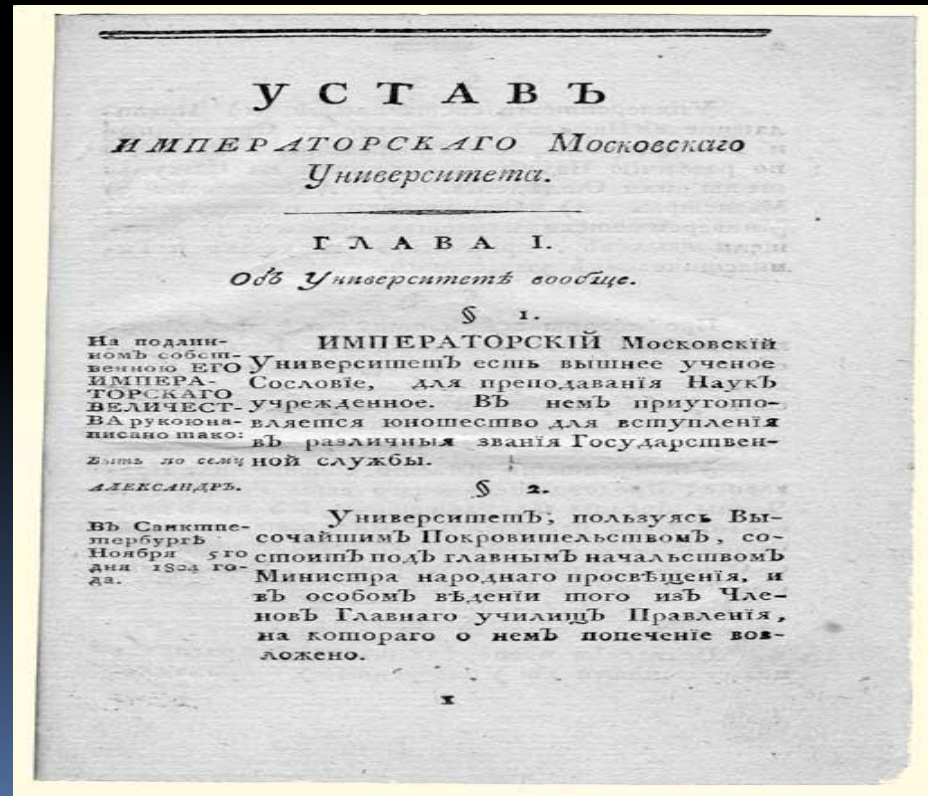 УСТАВЪ
ИМПЕРАТОРСКАГО Московскаго
Университета.
ГЛАВА I.
Объ Университетѣ вообще.
§ 1.
На подлин-
номъ собст-
венною ЕГО
ИМПЕРА-
ТОРСКАГО
ВЕЛИЧЕСТ-
ВА рукою на-
писано тако:
Быть по сему
АЛЕКСАНДРЪ.
Въ Санктпе-
тербургѣ
Ноября 5го
дня 1804 го-
да.
ИМПЕРАТОРСКІЙ Московскій
Университетъ есть вышнее ученое
Сословіе, для преподаванія Наукъ
учрежденное. Въ немъ приугото-
вляется юношество для вступленія
въ различныя званія Государствен-
ной службы.
§ 2.
Университетъ, пользуясь Вы-
сочайшимъ Покровительствомъ, со-
стоитъ подъ главнымъ начальствомъ
Министра народнаго просвѣщенія, и
въ особомъ вѣденіи того изъ Чле-
новъ Главнаго училищъ Правленія,
на котораго о немъ попеченіе воз-
ложено.
1